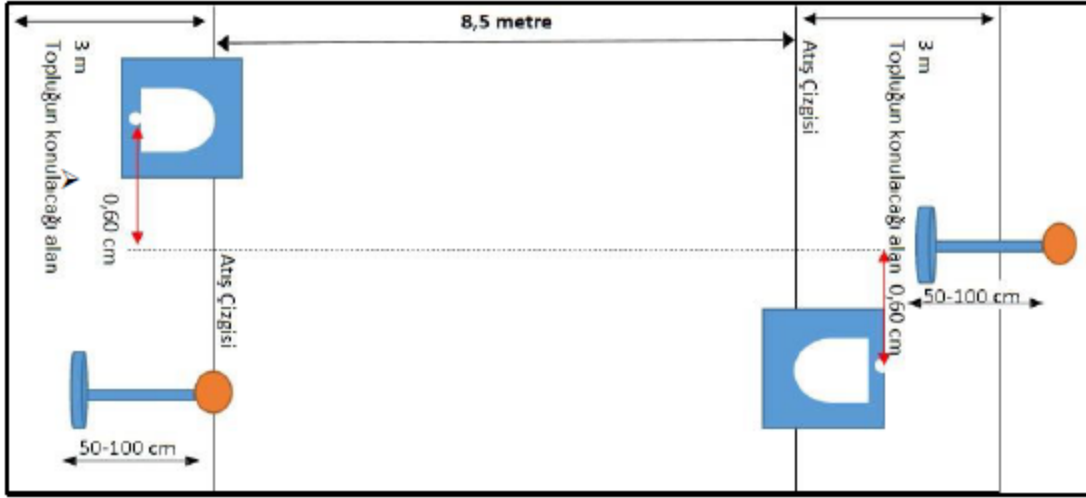 8,5 metre
3 m
Topluğun konulacağı alan
0,60 cm
Atış Çizgisi
50-100 cm
Atış Çizgisi
3 m
Topluğun konulacağı alan
0,60 cm
50-100 cm